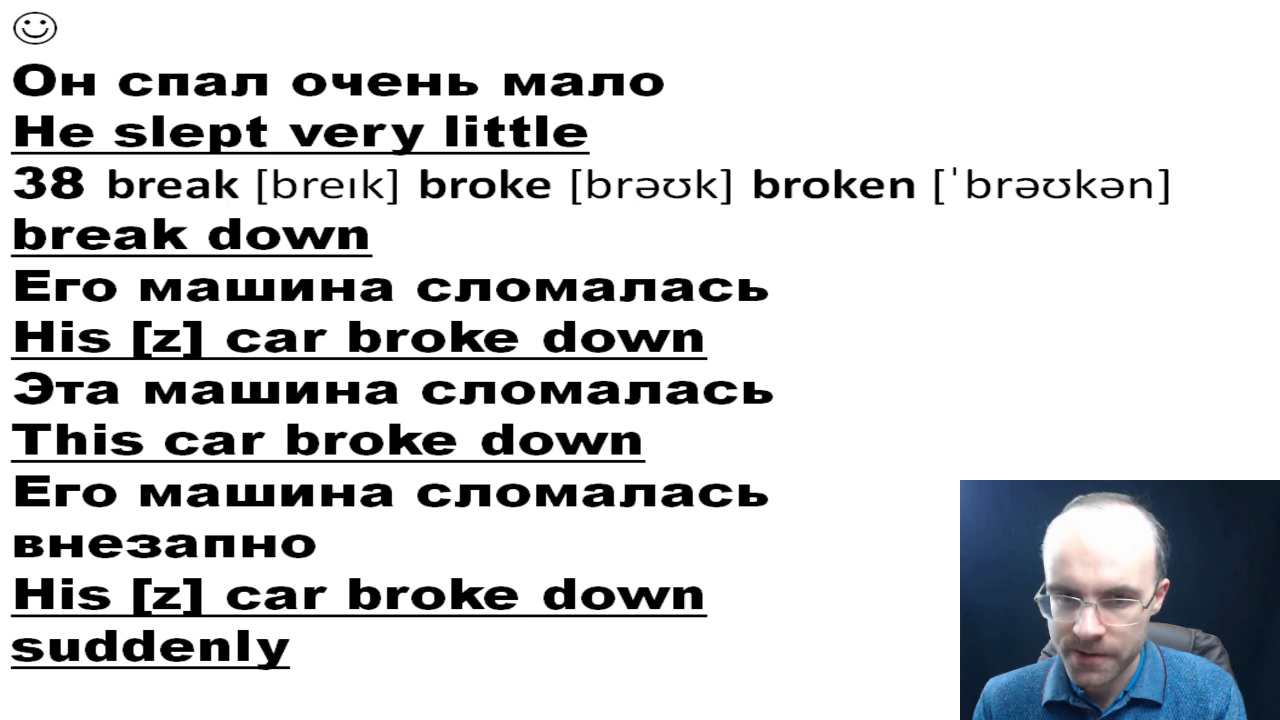 Он спал очень мало
He slept very little
38 break [breɪk] broke [brəʊk] broken [ˈbrəʊkən]
break down
Его машина сломалась
His [z] car broke down
Эта машина сломалась
This car broke down
Его машина сломалась
внезапно
His [z] car broke down
suddenly